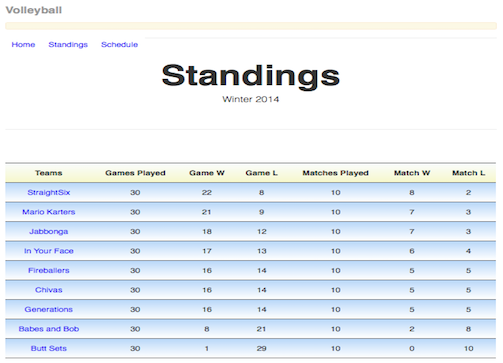 Volleyball
Home Standings Schedule
Standings
Winter 2014
Teams Games Played Game W Game L Matches Played Match W Match L
StraightSix 30 22 8 10 8 2
Mario Karters 30 21 9 10 7 3
Jabbonga 30 18 12 10 7 3
In Your Face 30 17 13 10 6 4
Fireballers 30 16 14 10 5 5
Chivas 30 16 14 10 5 5
Generations 30 16 14 10 5 5
Babes and Bob 30 8 21 10 2 8
Butt Sets 30 1 29 10 0 10